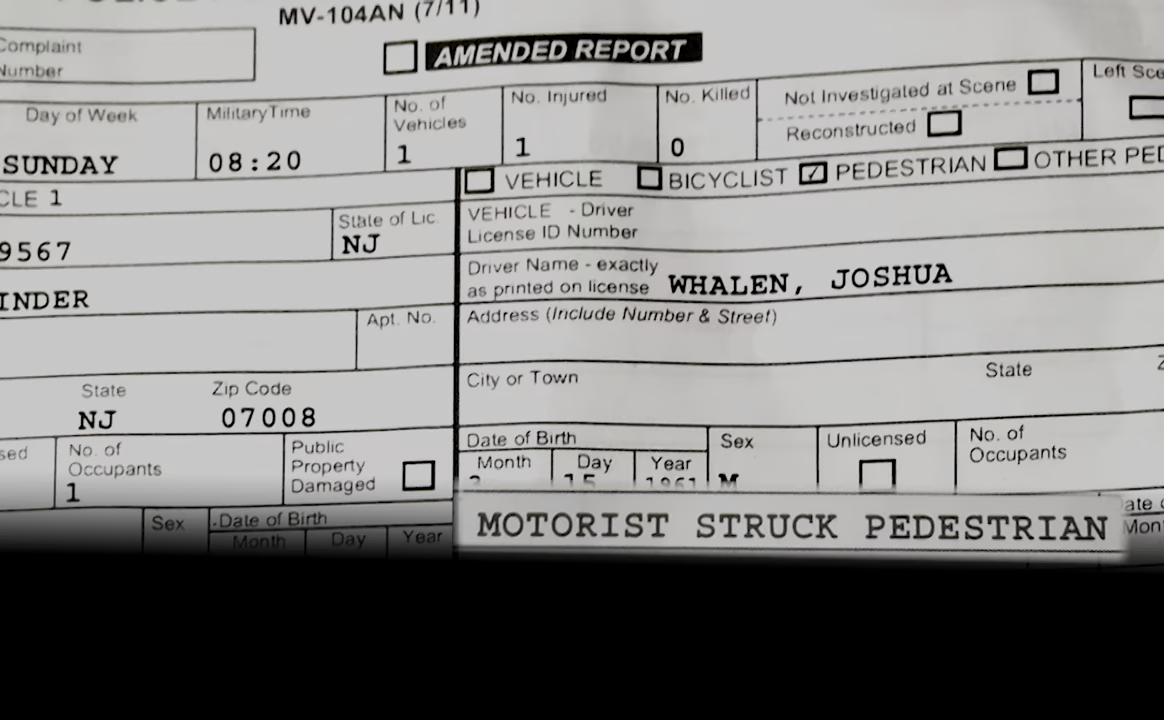 MV-104AN (7/11)
Complaint
Number
AMENDED REPORT
Day of Week
SUNDAY
MilitaryTime
08:20
No. of
Vehicles
1
No. Injured
1
No. Killed
0
Not Investigated at Scene
Reconstructed
Left Sce
CLE 1
VEHICLE
BICYCLIST
PEDESTRIAN
OTHER PED
9567
State of Lic.
NJ
VEHICLE - Driver
License ID Number
INDER
Driver Name - exactly
as printed on license
WHALEN, JOSHUA
Apt. No.
Address (Include Number & Street)
State
NJ
Zip Code
07008
City or Town
State
Z
sed
No. of
Occupants
1
Public
Property
Damaged
Date of Birth
Month
Day
15
Year
1961
Sex
M
Unlicensed
No. of
Occupants
Sex
Date of Birth
Month
Day
Year
MOTORIST STRUCK PEDESTRIAN
ate
Mon